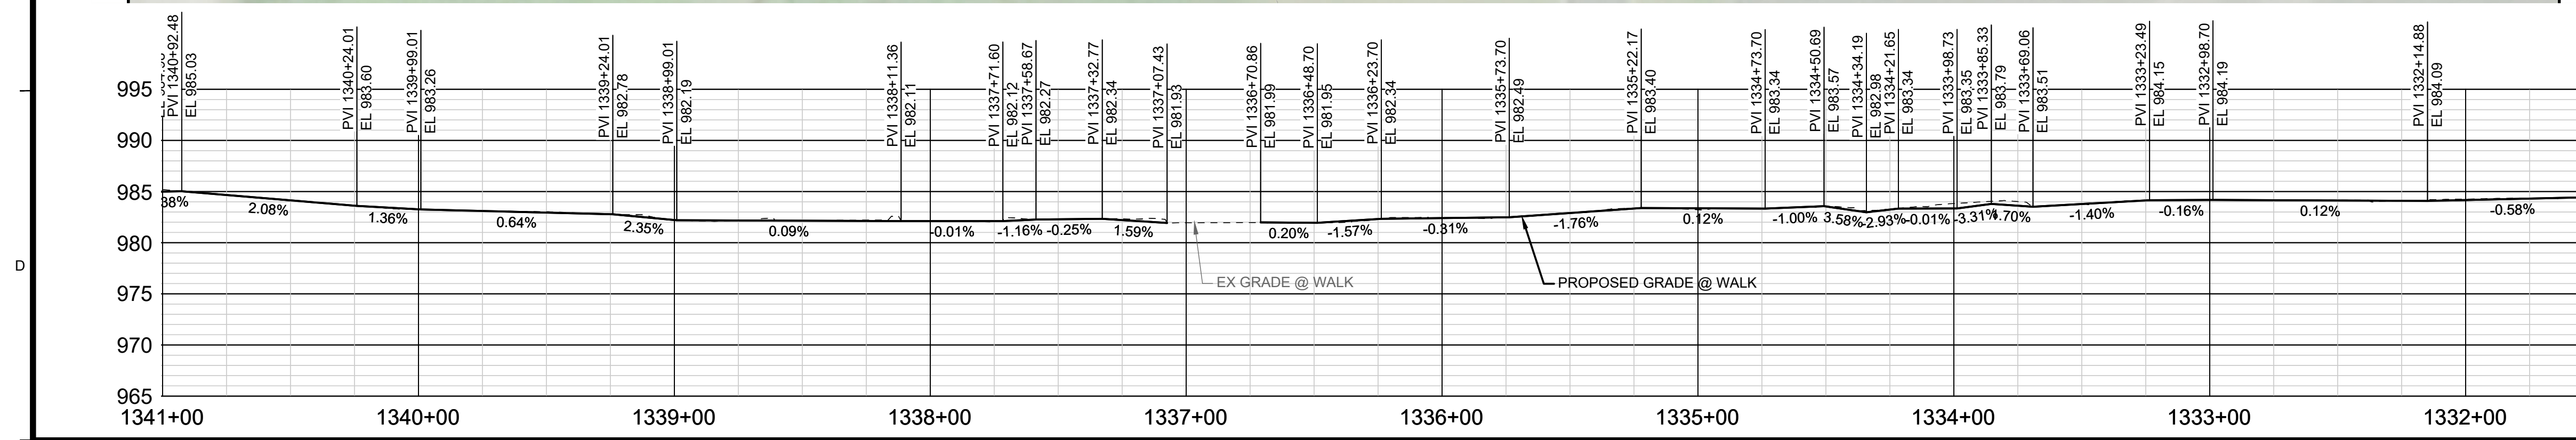 PVI 1340+92.48
EL 985.03
PVI 1340+24.01
EL 983.60
PVI 1339+99.01
EL 983.26
PVI 1339+24.01
EL 982.78
PVI 1338+99.01
EL 982.19
PVI 1338+11.36
EL 982.11
PVI 1337+71.60
EL 982.12
PVI 1337+58.67
EL 982.27
PVI 1337+32.77
EL 982.34
PVI 1337+07.43
EL 981.93
PVI 1336+70.86
EL 981.99
PVI 1336+48.70
EL 981.95
PVI 1336+23.70
EL 982.34
PVI 1335+73.70
EL 982.49
PVI 1335+22.17
EL 983.40
PVI 1334+73.70
EL 983.34
PVI 1334+50.69
EL 983.57
PVI 1334+34.19
EL 982.98
PVI 1334+21.65
EL 983.34
PVI 1333+98.73
EL 983.35
PVI 1333+85.33
EL 983.79
PVI 1333+69.06
EL 983.51
PVI 1333+23.49
EL 984.15
PVI 1332+98.70
EL 984.19
PVI 1332+14.88
EL 984.09
995
990
985
980
975
970
965
38%
2.08%
1.36%
0.64%
2.35%
0.09%
-0.01%
-1.16%
-0.25%
1.59%
0.20%
-1.57%
-0.31%
-1.76%
0.12%
-1.00%
3.58%
-2.93%
-0.01%
-3.31%
1.70%
-1.40%
-0.16%
0.12%
-0.58%
EX GRADE @ WALK
PROPOSED GRADE @ WALK
D
1341+00
1340+00
1339+00
1338+00
1337+00
1336+00
1335+00
1334+00
1333+00
1332+00